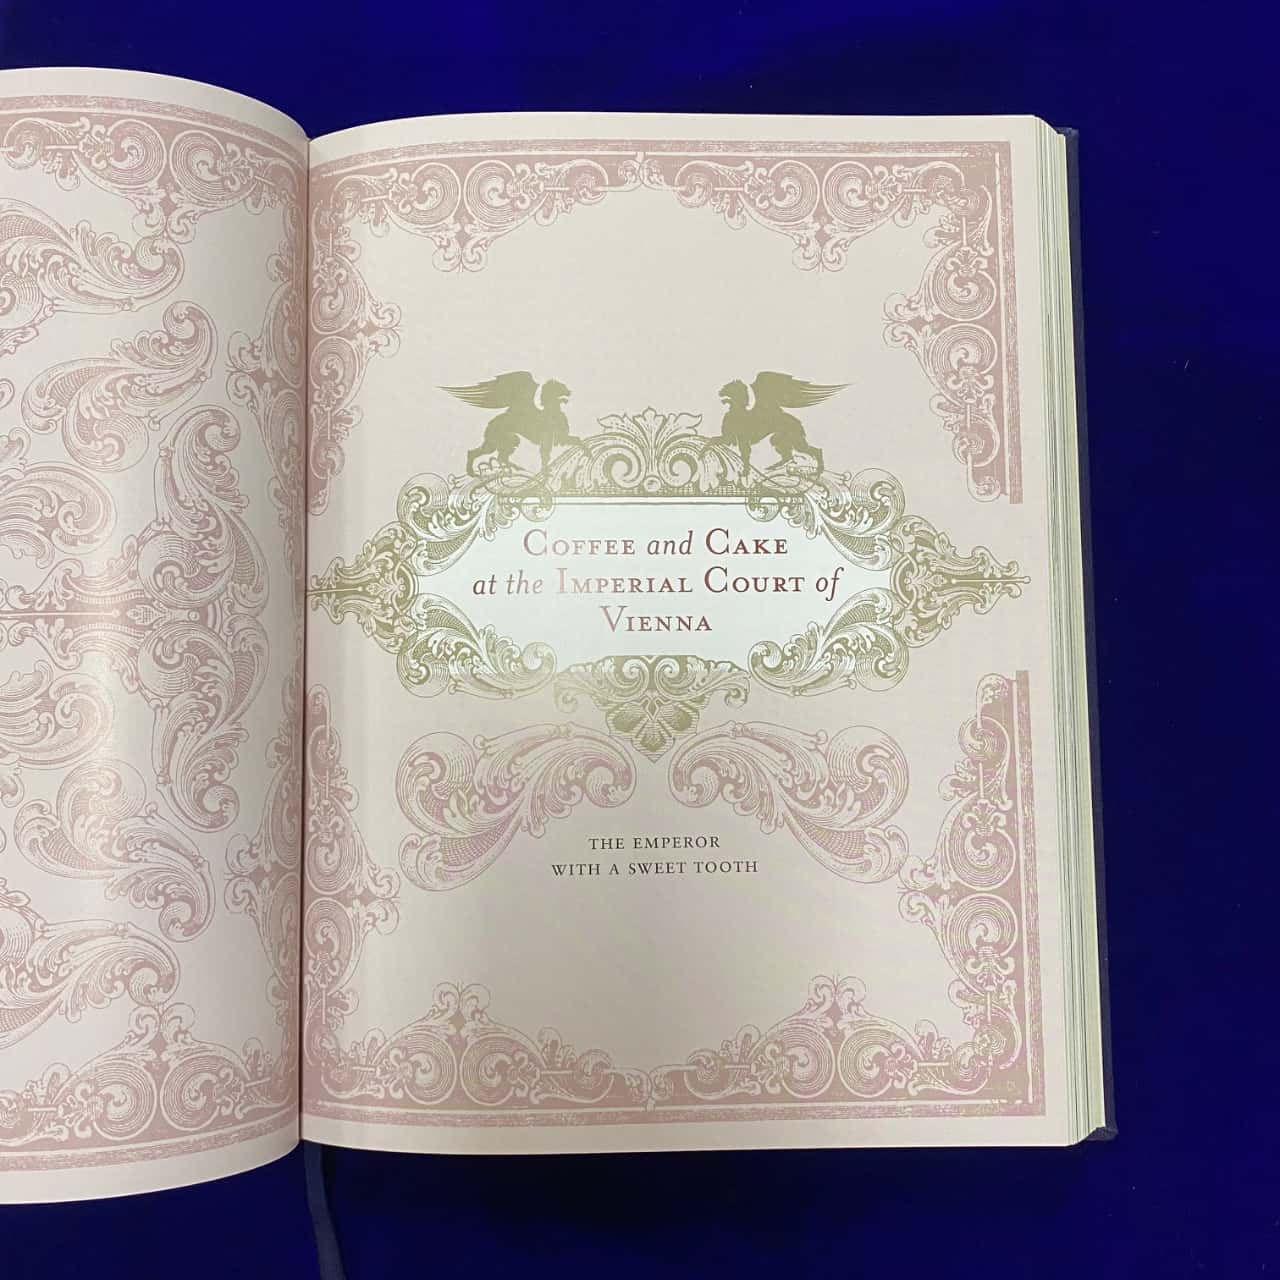 Coffee and Cake
at the Imperial Court of
Vienna
THE EMPEROR
WITH A SWEET TOOTH